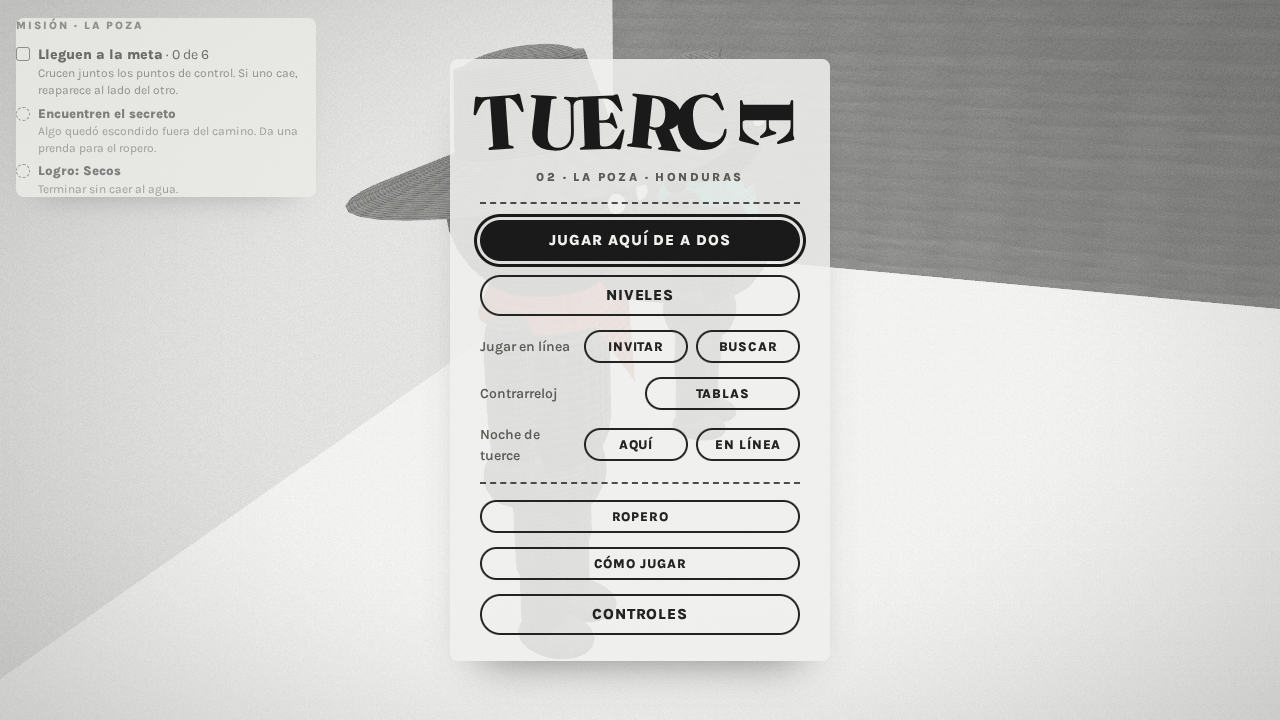 MISIÓN · LA POZA
Lleguen a la meta · 0 de 6
Crucen juntos los puntos de control. Si uno cae,
reaparece al lado del otro.
Encuentren el secreto
Algo quedó escondido fuera del camino. Da una
prenda para el ropero.
Logro: Secos
Terminar sin caer al agua.
TUERCE
02 · LA POZA · HONDURAS
JUGAR AQUÍ DE A DOS
NIVELES
Jugar en línea INVITAR BUSCAR
Contrarreloj TABLAS
Noche de
tuerce AQUÍ EN LÍNEA
ROPERO
CÓMO JUGAR
CONTROLES